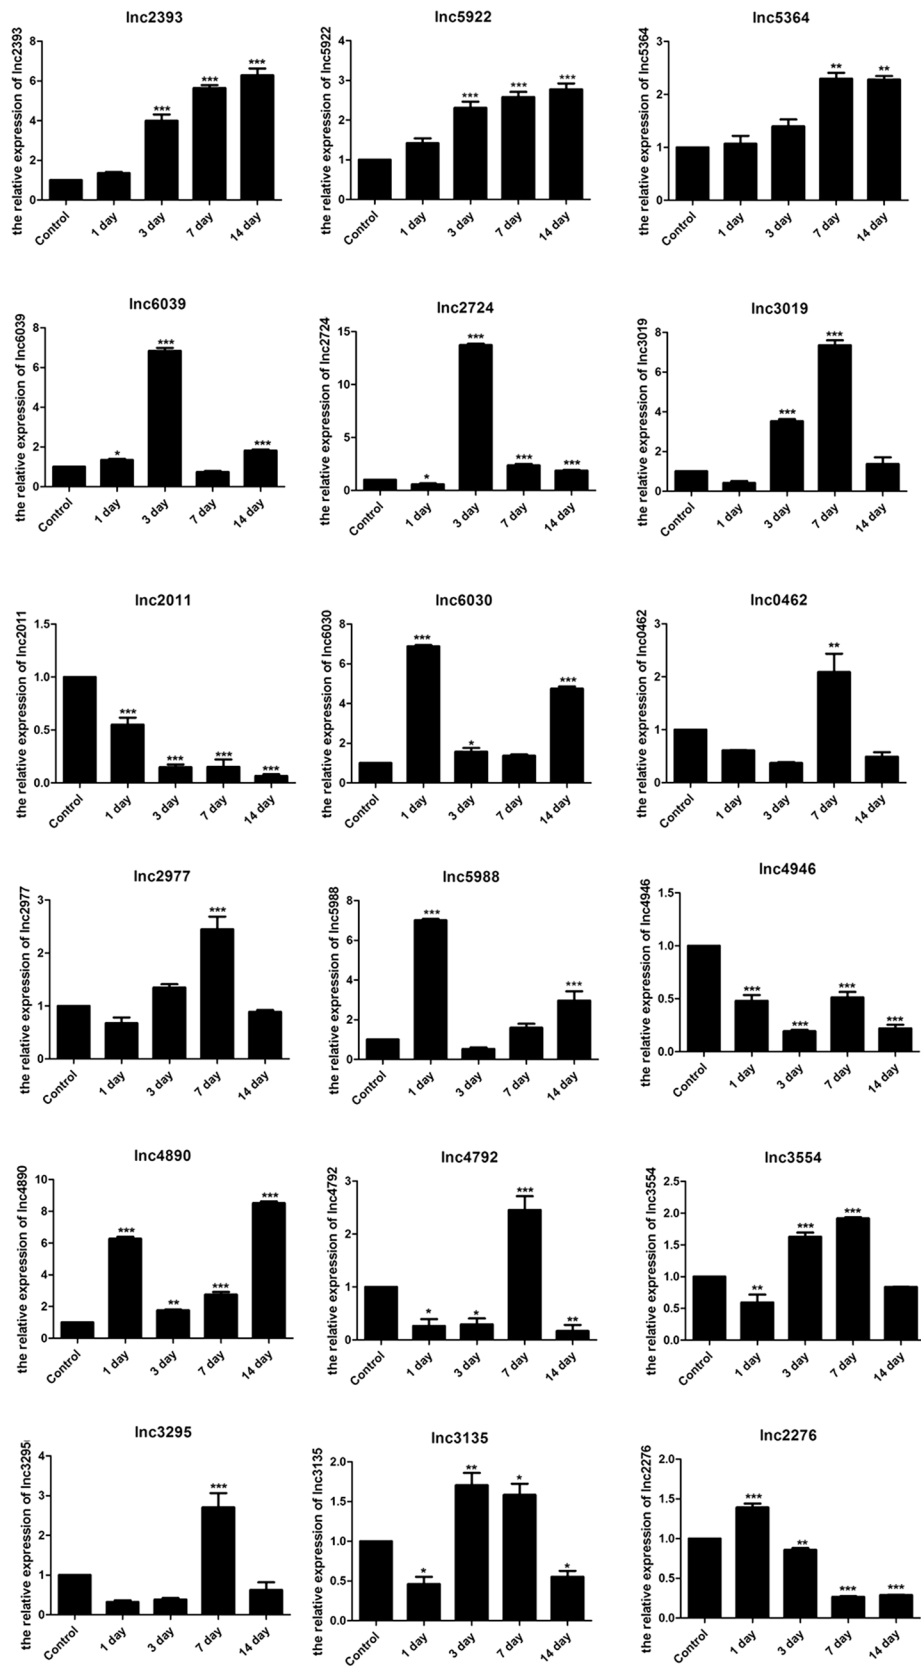 lnc2393
the relative expression of lnc2393
8
6
4
2
0
***
***
***
Control
1 day
3 day
7 day
14 day
lnc5922
the relative expression of lnc5922
4
3
2
1
0
***
***
***
Control
1 day
3 day
7 day
14 day
lnc5364
the relative expression of lnc5364
3
2
1
0
**
**
Control
1 day
3 day
7 day
14 day
lnc6039
the relative expression of lnc6039
8
6
4
2
0
*
***
***
Control
1 day
3 day
7 day
14 day
lnc2724
the relative expression of lnc2724
15
10
5
0
*
***
***
***
Control
1 day
3 day
7 day
14 day
lnc3019
the relative expression of lnc3019
8
6
4
2
0
***
***
Control
1 day
3 day
7 day
14 day
lnc2011
the relative expression of lnc2011
1.5
1.0
0.5
0.0
***
***
***
***
Control
1 day
3 day
7 day
14 day
lnc6030
the relative expression of lnc6030
8
6
4
2
0
***
*
***
Control
1 day
3 day
7 day
14 day
lnc0462
the relative expression of lnc0462
3
2
1
0
**
Control
1 day
3 day
7 day
14 day
lnc2977
the relative expression of lnc2977
3
2
1
0
***
Control
1 day
3 day
7 day
14 day
lnc5988
the relative expression of lnc5988
8
6
4
2
0
***
***
Control
1 day
3 day
7 day
14 day
lnc4946
the relative expression of lnc4946
1.5
1.0
0.5
0.0
***
***
***
***
Control
1 day
3 day
7 day
14 day
lnc4890
the relative expression of lnc4890
10
8
6
4
2
0
***
**
***
***
Control
1 day
3 day
7 day
14 day
lnc4792
the relative expression of lnc4792
3
2
1
0
*
*
***
**
Control
1 day
3 day
7 day
14 day
lnc3554
the relative expression of lnc3554
2.5
2.0
1.5
1.0
0.5
0.0
**
***
***
Control
1 day
3 day
7 day
14 day
lnc3295
the relative expression of lnc3295
4
3
2
1
0
***
Control
1 day
3 day
7 day
14 day
lnc3135
the relative expression of lnc3135
2.0
1.5
1.0
0.5
0.0
*
**
*
*
Control
1 day
3 day
7 day
14 day
lnc2276
the relative expression of lnc2276
2.0
1.5
1.0
0.5
0.0
***
**
***
***
Control
1 day
3 day
7 day
14 day